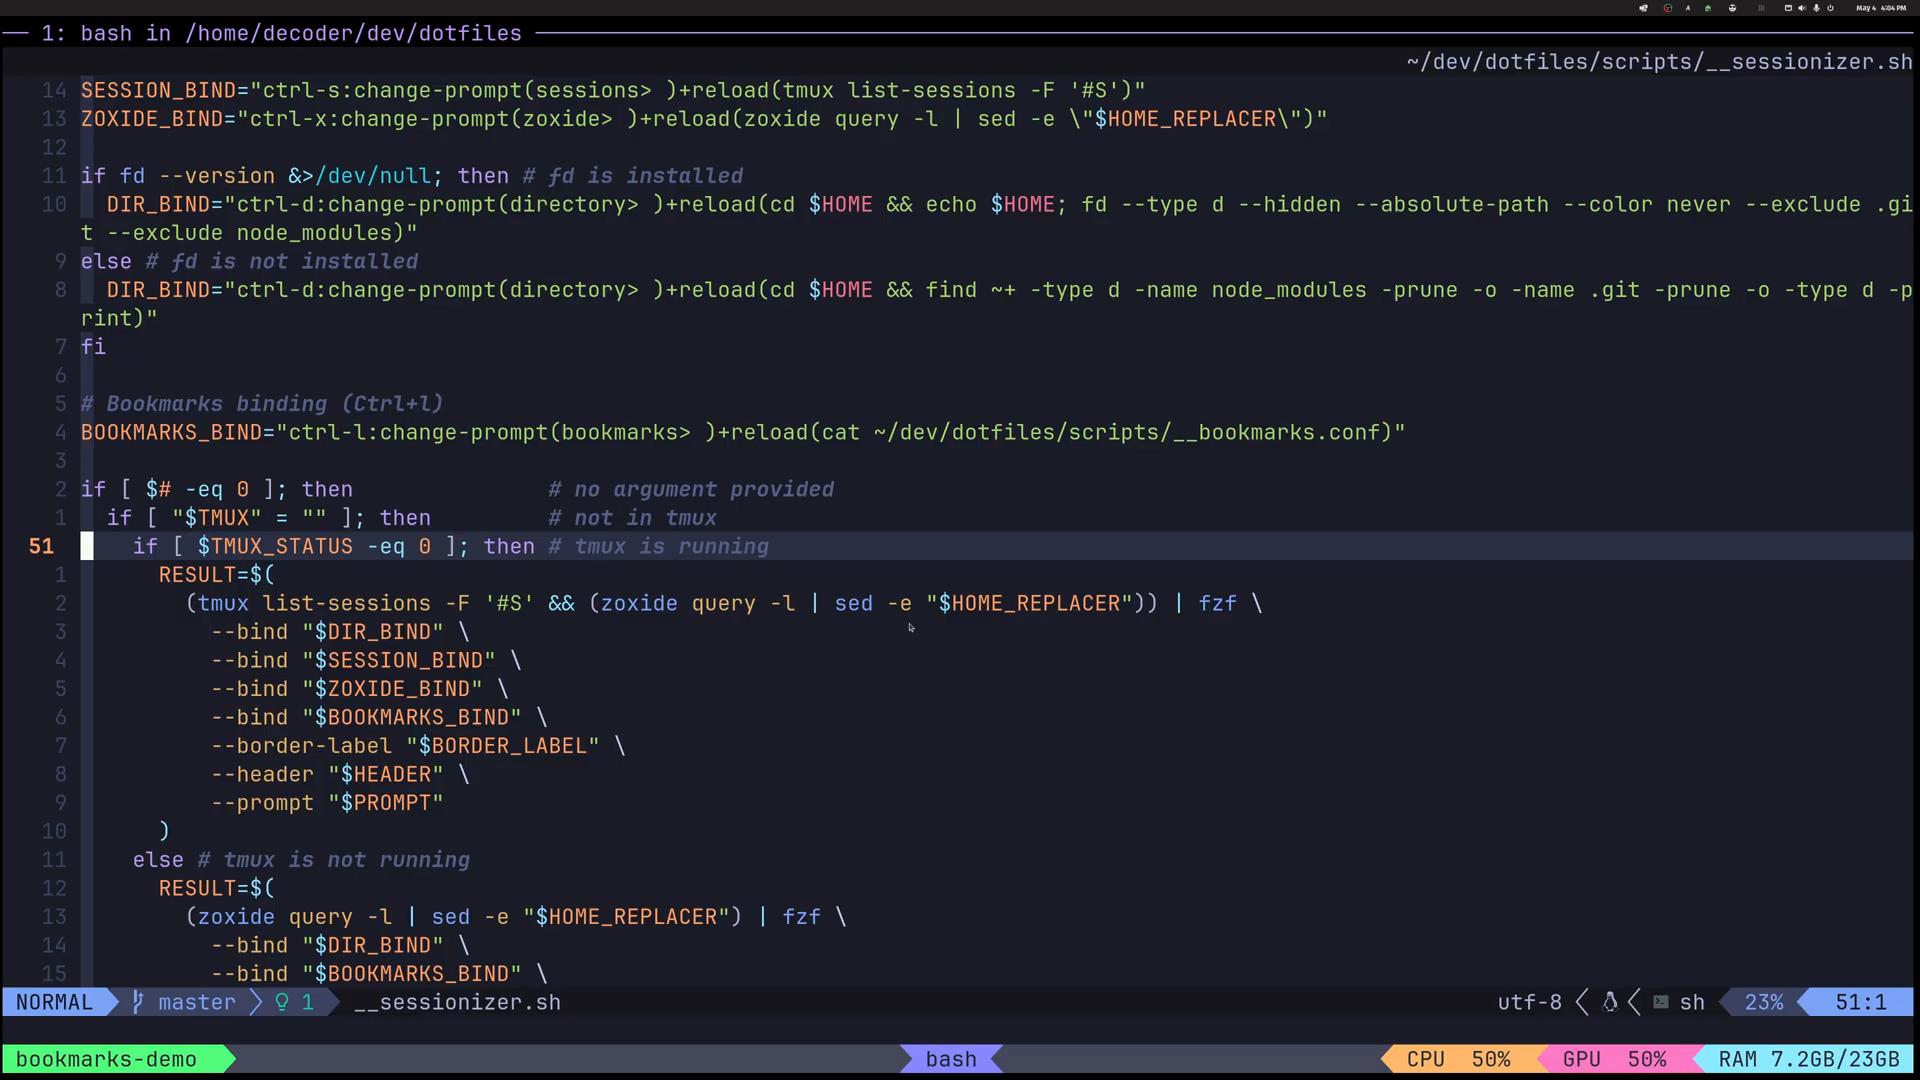 May 4 4:04 PM
1: bash in /home/decoder/dev/dotfiles
~/dev/dotfiles/scripts/__sessionizer.sh
14 SESSION_BIND="ctrl-s:change-prompt(sessions> )+reload(tmux list-sessions -F '#S')"
13 ZOXIDE_BIND="ctrl-x:change-prompt(zoxide> )+reload(zoxide query -l | sed -e \"$HOME_REPLACER\")"
12
11 if fd --version &>/dev/null; then # fd is installed
10   DIR_BIND="ctrl-d:change-prompt(directory> )+reload(cd $HOME && echo $HOME; fd --type d --hidden --absolute-path --color never --exclude .gi
t --exclude node_modules)"
9 else # fd is not installed
8   DIR_BIND="ctrl-d:change-prompt(directory> )+reload(cd $HOME && find ~+ -type d -name node_modules -prune -o -name .git -prune -o -type d -p
rint)"
7 fi
6
5 # Bookmarks binding (Ctrl+l)
4 BOOKMARKS_BIND="ctrl-l:change-prompt(bookmarks> )+reload(cat ~/dev/dotfiles/scripts/__bookmarks.conf)"
3
2 if [ $# -eq 0 ]; then               # no argument provided
1   if [ "$TMUX" = "" ]; then         # not in tmux
51     if [ $TMUX_STATUS -eq 0 ]; then # tmux is running
1       RESULT=$(
2         (tmux list-sessions -F '#S' && (zoxide query -l | sed -e "$HOME_REPLACER")) | fzf \
3           --bind "$DIR_BIND" \
4           --bind "$SESSION_BIND" \
5           --bind "$ZOXIDE_BIND" \
6           --bind "$BOOKMARKS_BIND" \
7           --border-label "$BORDER_LABEL" \
8           --header "$HEADER" \
9           --prompt "$PROMPT"
10       )
11     else # tmux is not running
12       RESULT=$(
13         (zoxide query -l | sed -e "$HOME_REPLACER") | fzf \
14           --bind "$DIR_BIND" \
15           --bind "$BOOKMARKS_BIND" \
NORMAL master 1 __sessionizer.sh utf-8 sh 23% 51:1
bookmarks-demo bash CPU 50% GPU 50% RAM 7.2GB/23GB